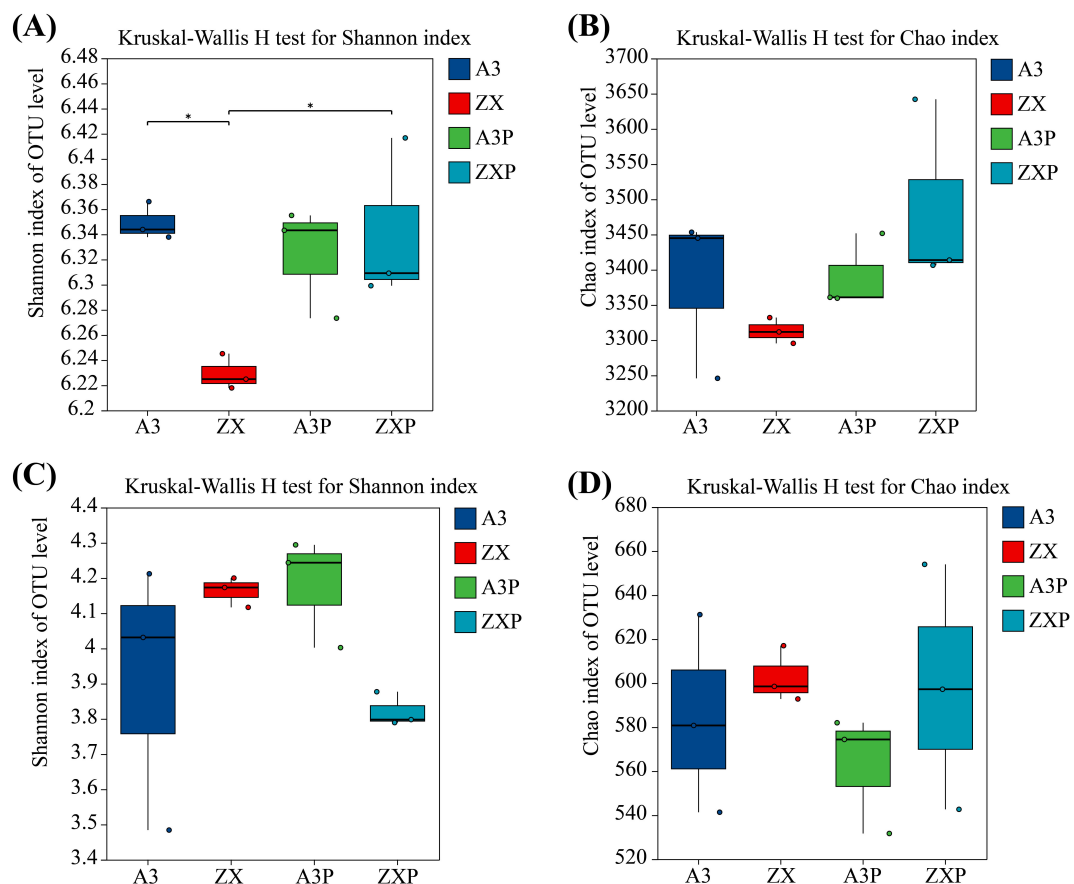 (A)
Kruskal-Wallis H test for Shannon index
Shannon index of OTU level
6.48
6.46
6.44
6.42
6.4
6.38
6.36
6.34
6.32
6.3
6.28
6.26
6.24
6.22
6.2
* *
A3 ZX A3P ZXP
A3
ZX
A3P
ZXP
(B)
Kruskal-Wallis H test for Chao index
Chao index of OTU level
3700
3650
3600
3550
3500
3450
3400
3350
3300
3250
3200
A3 ZX A3P ZXP
A3
ZX
A3P
ZXP
(C)
Kruskal-Wallis H test for Shannon index
Shannon index of OTU level
4.4
4.3
4.2
4.1
4
3.9
3.8
3.7
3.6
3.5
3.4
A3 ZX A3P ZXP
A3
ZX
A3P
ZXP
(D)
Kruskal-Wallis H test for Chao index
Chao index of OTU level
680
660
640
620
600
580
560
540
520
A3 ZX A3P ZXP
A3
ZX
A3P
ZXP